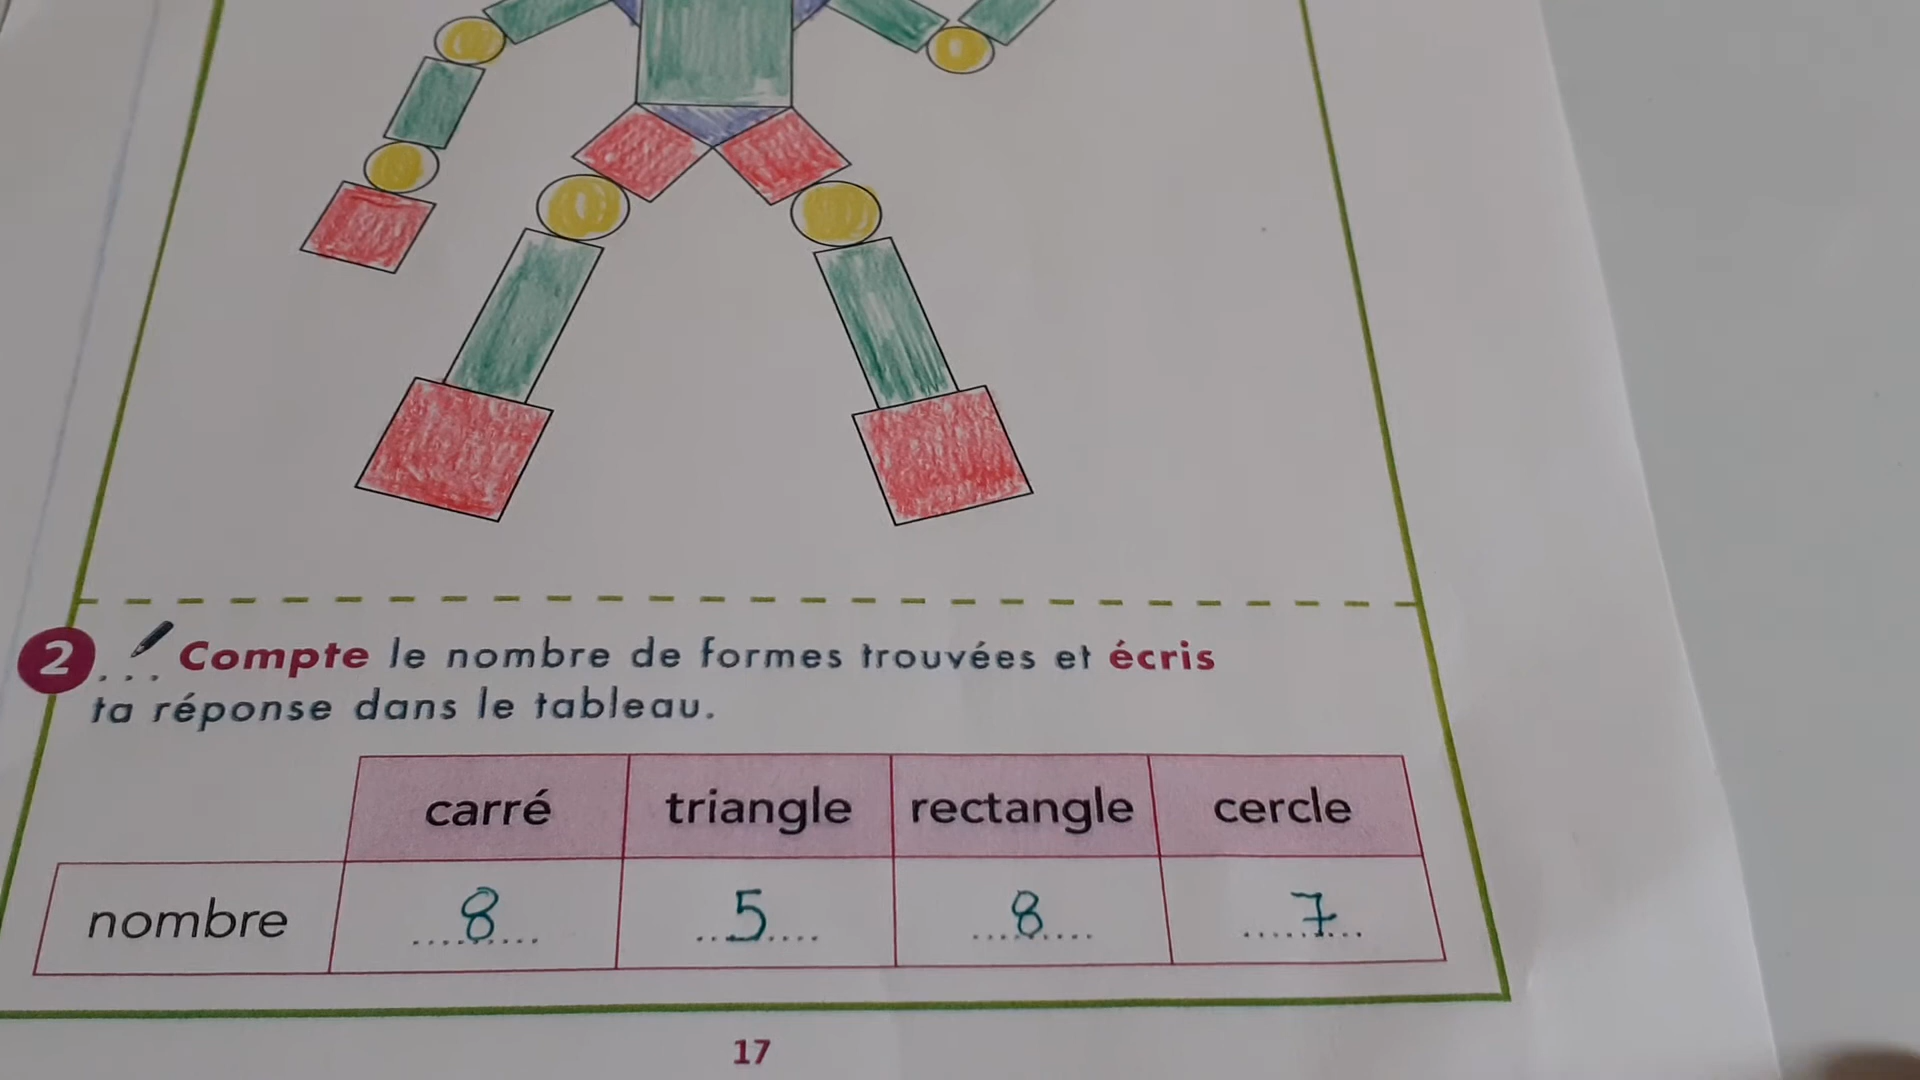 2 ... Compte le nombre de formes trouvées et écris
ta réponse dans le tableau.
carré triangle rectangle cercle
nombre 8 5 8 7
17